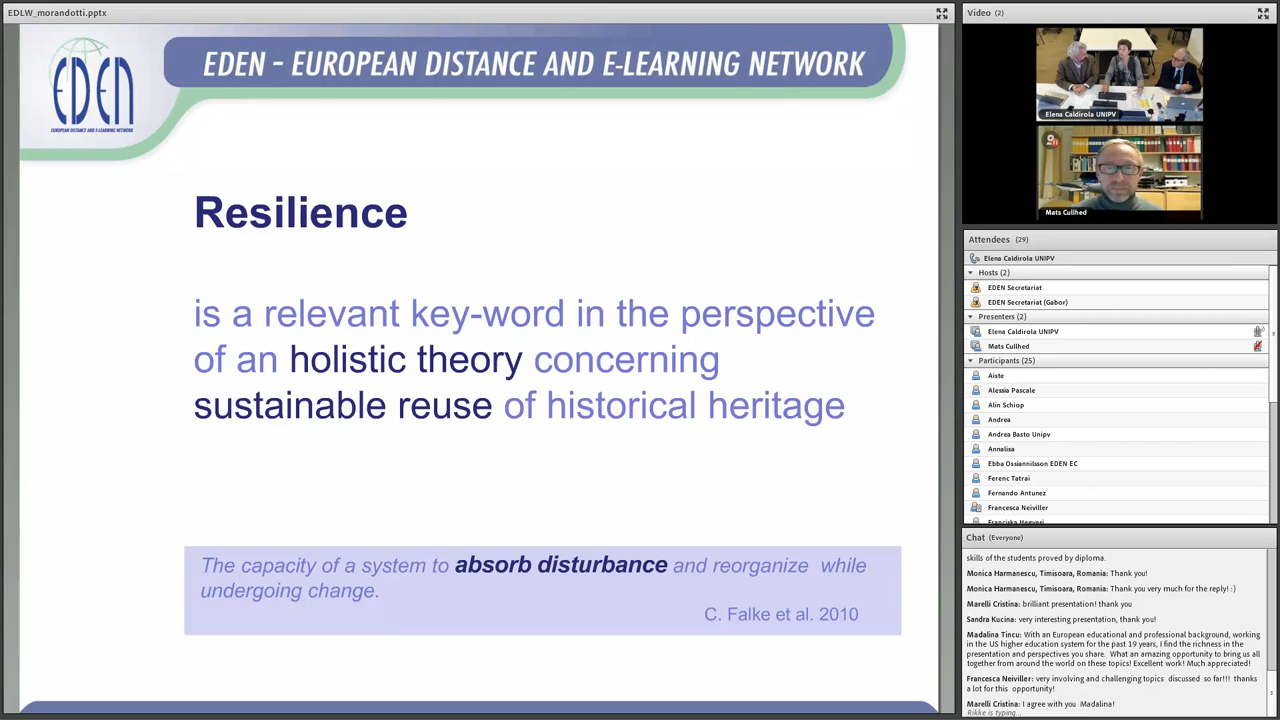 EDLW_morandotti.pptx
EDEN
EUROPEAN DISTANCE AND E-LEARNING NETWORK
EDEN - EUROPEAN DISTANCE AND E-LEARNING NETWORK
Resilience
is a relevant key-word in the perspective
of an holistic theory concerning
sustainable reuse of historical heritage
The capacity of a system to absorb disturbance and reorganize while
undergoing change.
C. Falke et al. 2010
Video (2)
Elena Caldirola UNIPV
Mats Cullhed
Attendees (29)
Elena Caldirola UNIPV
Hosts (2)
EDEN Secretariat
EDEN Secretariat (Gabor)
Presenters (2)
Elena Caldirola UNIPV
Mats Cullhed
Participants (25)
Aiste
Alessia Pascale
Alin Schiop
Andrea
Andrea Basto Unipv
Annalisa
Ebba Ossiannilsson EDEN EC
Ferenc Tatrai
Fernando Antunez
Francesca Neiviller
Chat (Everyone)
skills of the students proved by diploma.
Monica Harmanescu, Timisoara, Romania: Thank you!
Monica Harmanescu, Timisoara, Romania: Thank you very much for the reply! :)
Marelli Cristina: brilliant presentation! thank you
Sandra Kucina: very interesting presentation, thank you!
Madalina Tincu: With an European educational and professional background, working
in the US higher education system for the past 19 years, I find the richness in the
presentation and perspectives you share. What an amazing opportunity to bring us all
together from around the world on these topics! Excellent work! Much appreciated!
Francesca Neiviller: very involving and challenging topics discussed so far!!! thanks
a lot for this opportunity!
Marelli Cristina: I agree with you Madalina!
Rikke is typing...